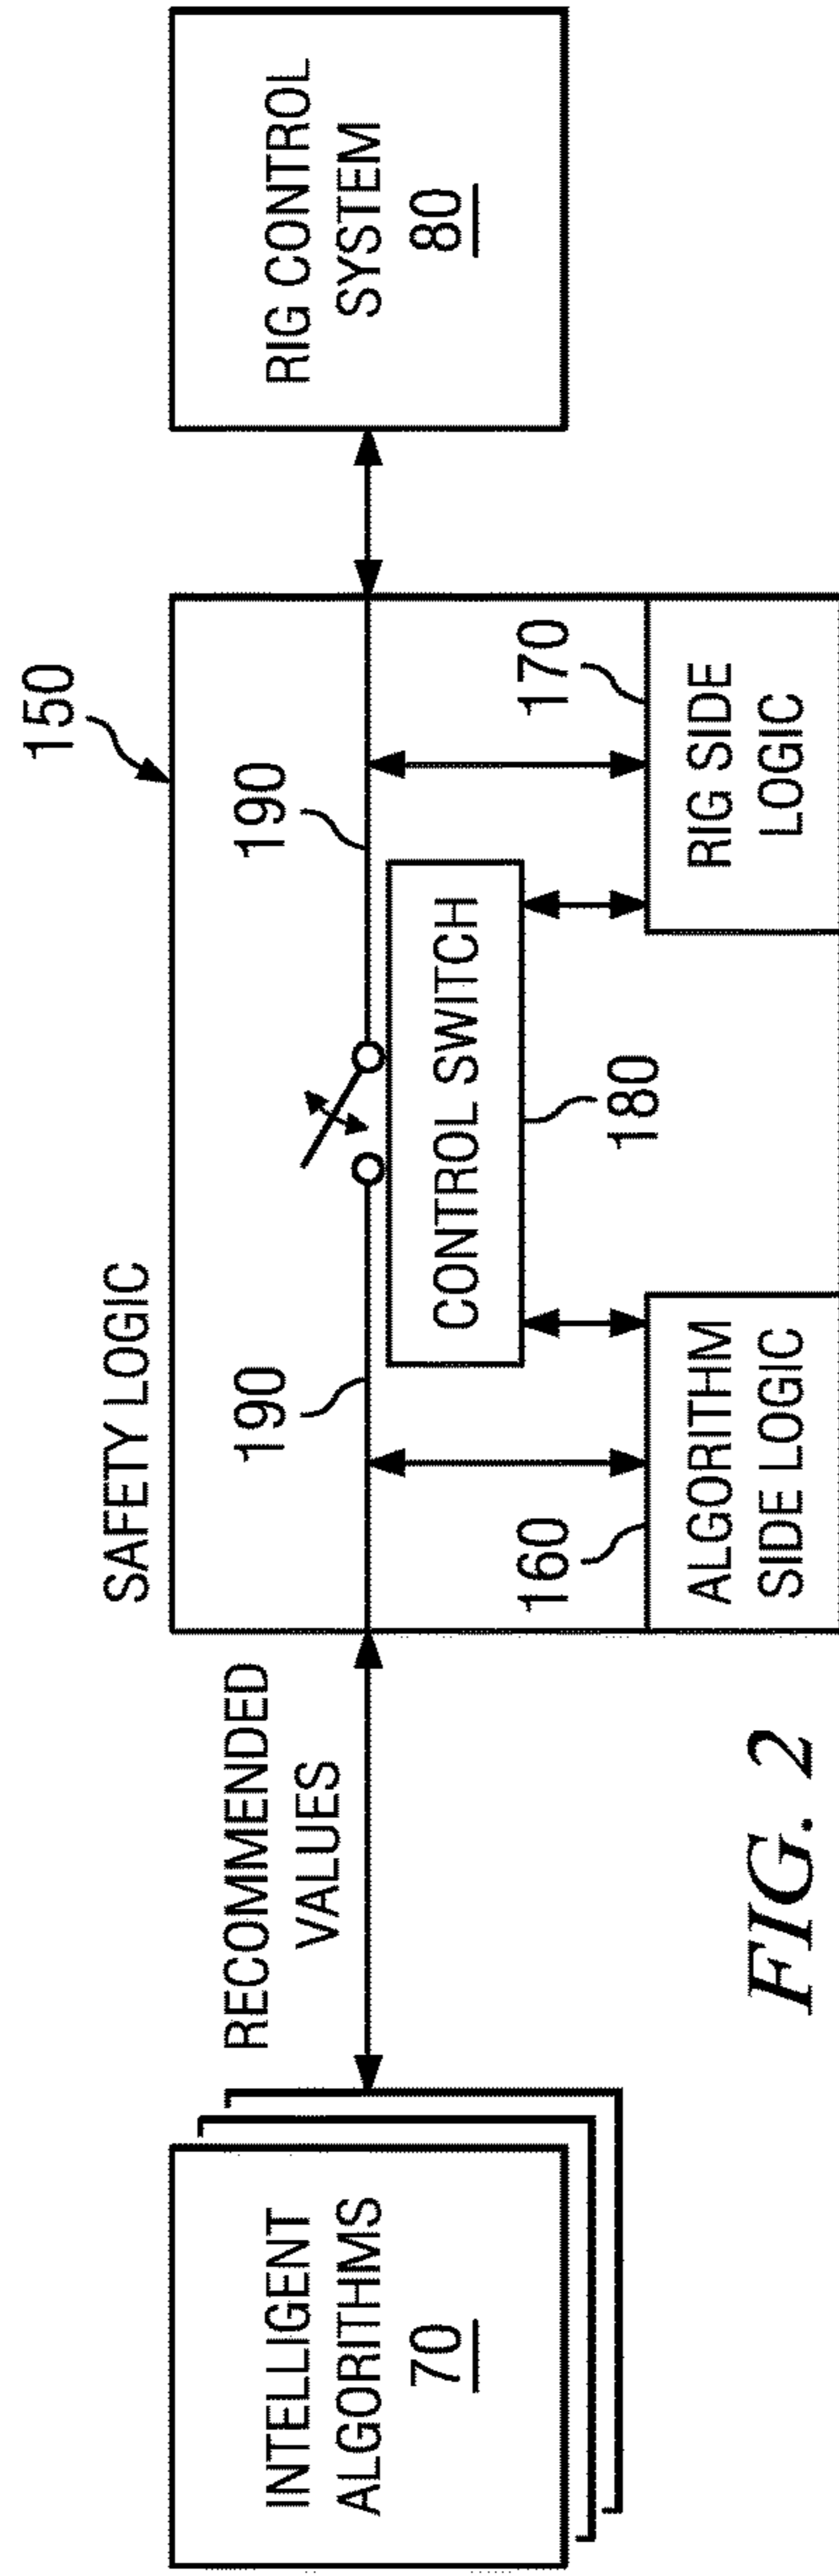 SAFETY LOGIC
150
INTELLIGENT
ALGORITHMS
70
RECOMMENDED
VALUES
190
190
CONTROL SWITCH
180
160
ALGORITHM
SIDE LOGIC
170
RIG SIDE
LOGIC
RIG CONTROL
SYSTEM
80
FIG. 2